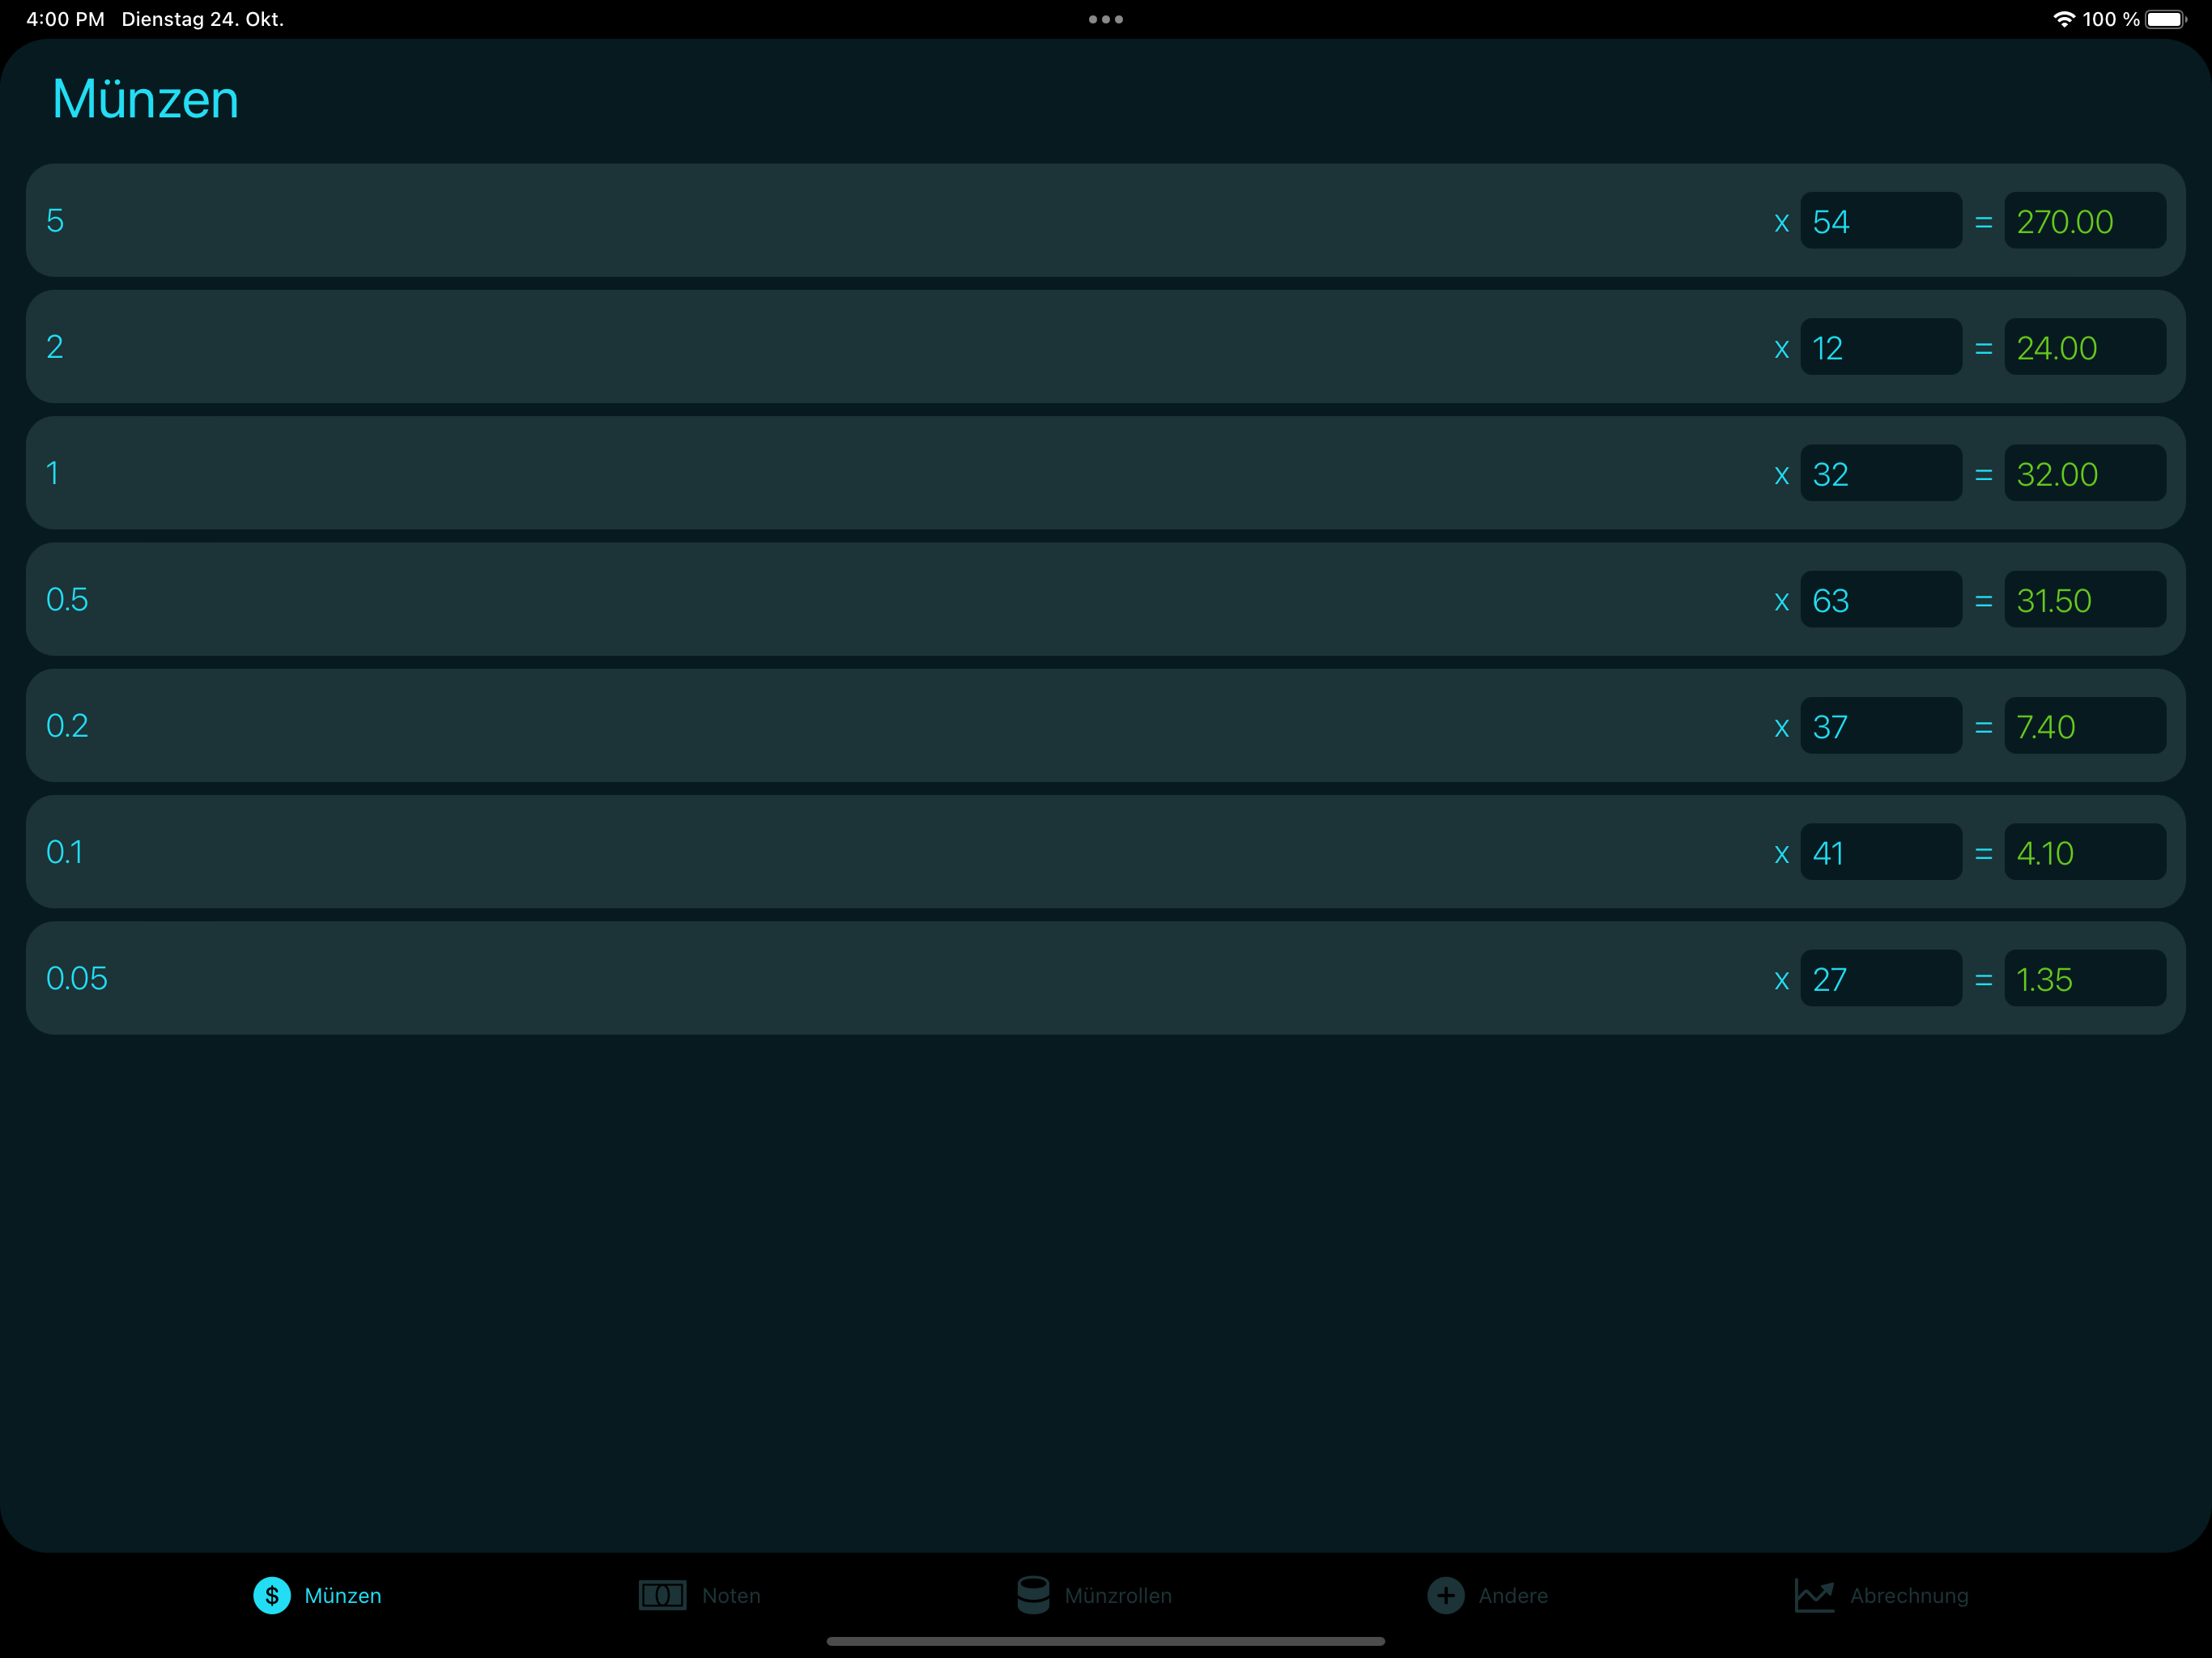 4:00 PM Dienstag 24. Okt. 100 %
Münzen
5 x 54 = 270.00
2 x 12 = 24.00
1 x 32 = 32.00
0.5 x 63 = 31.50
0.2 x 37 = 7.40
0.1 x 41 = 4.10
0.05 x 27 = 1.35
$ Münzen Noten Münzrollen Andere Abrechnung